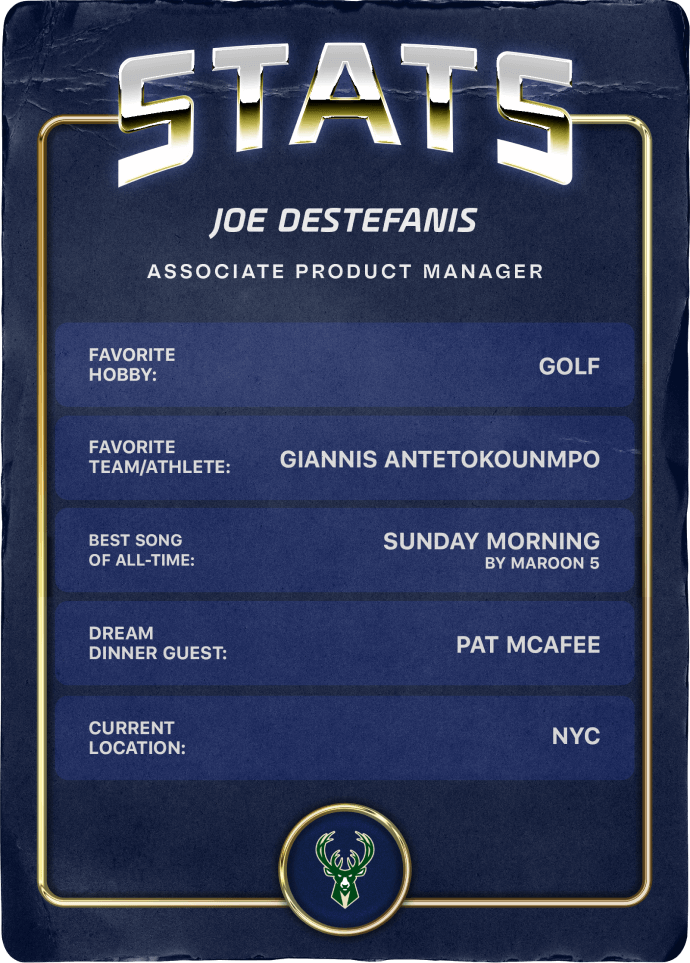 STATS
JOE DESTEFANIS
ASSOCIATE PRODUCT MANAGER
FAVORITE
HOBBY:
GOLF
FAVORITE
TEAM/ATHLETE:
GIANNIS ANTETOKOUNMPO
BEST SONG
OF ALL-TIME:
SUNDAY MORNING
BY MAROON 5
DREAM
DINNER GUEST:
PAT MCAFEE
CURRENT
LOCATION:
NYC